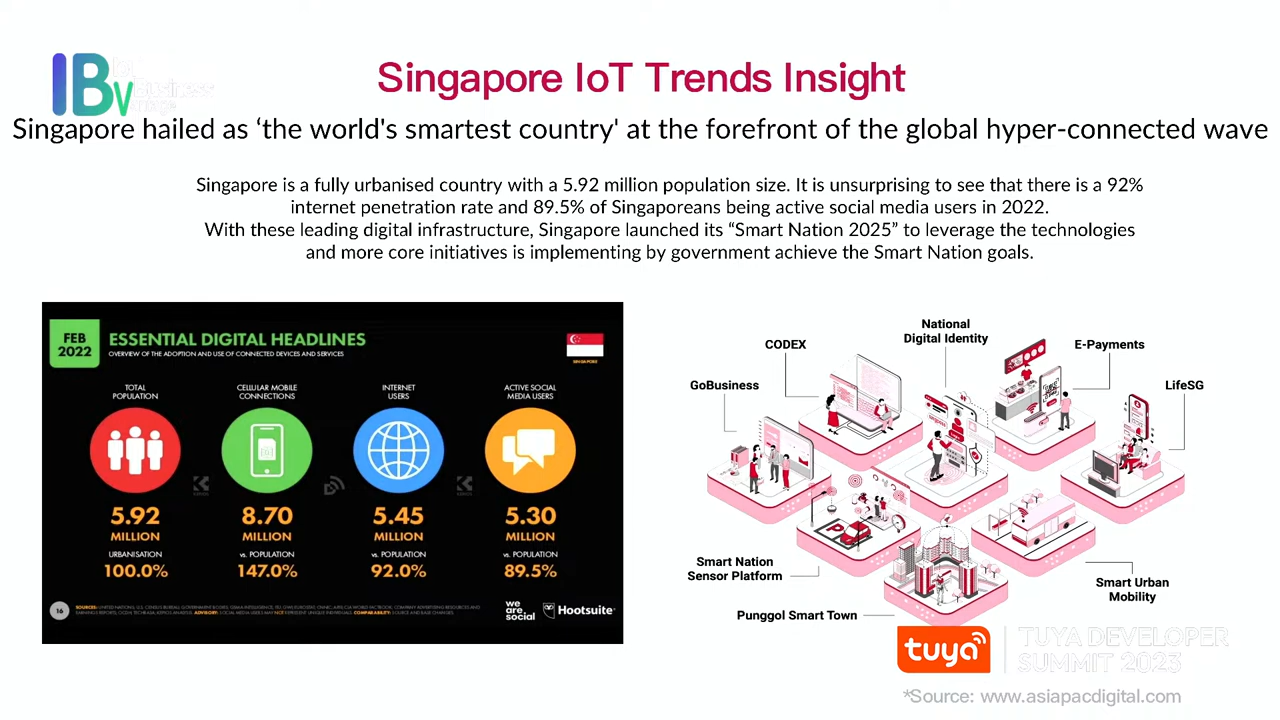 IBV
IoT
Business
Singapore IoT Trends Insight
Singapore hailed as ‘the world's smartest country' at the forefront of the global hyper-connected wave
Singapore is a fully urbanised country with a 5.92 million population size. It is unsurprising to see that there is a 92%
internet penetration rate and 89.5% of Singaporeans being active social media users in 2022.
With these leading digital infrastructure, Singapore launched its “Smart Nation 2025” to leverage the technologies
and more core initiatives is implementing by government achieve the Smart Nation goals.
FEB
2022
ESSENTIAL DIGITAL HEADLINES
OVERVIEW OF THE ADOPTION AND USE OF CONNECTED DEVICES AND SERVICES
SINGAPORE
TOTAL
POPULATION
CELLULAR MOBILE
CONNECTIONS
INTERNET
USERS
ACTIVE SOCIAL
MEDIA USERS
5.92
MILLION
8.70
MILLION
5.45
MILLION
5.30
MILLION
URBANISATION
100.0%
vs. POPULATION
147.0%
vs. POPULATION
92.0%
vs. POPULATION
89.5%
16
we
are.
social
Hootsuite
National
Digital Identity
CODEX
E-Payments
GoBusiness
LifeSG
Smart Nation
Sensor Platform
Smart Urban
Mobility
Punggol Smart Town
tuya
TUYA DEVELOPER
SUMMIT 2023
*Source: www.asiapacdigital.com